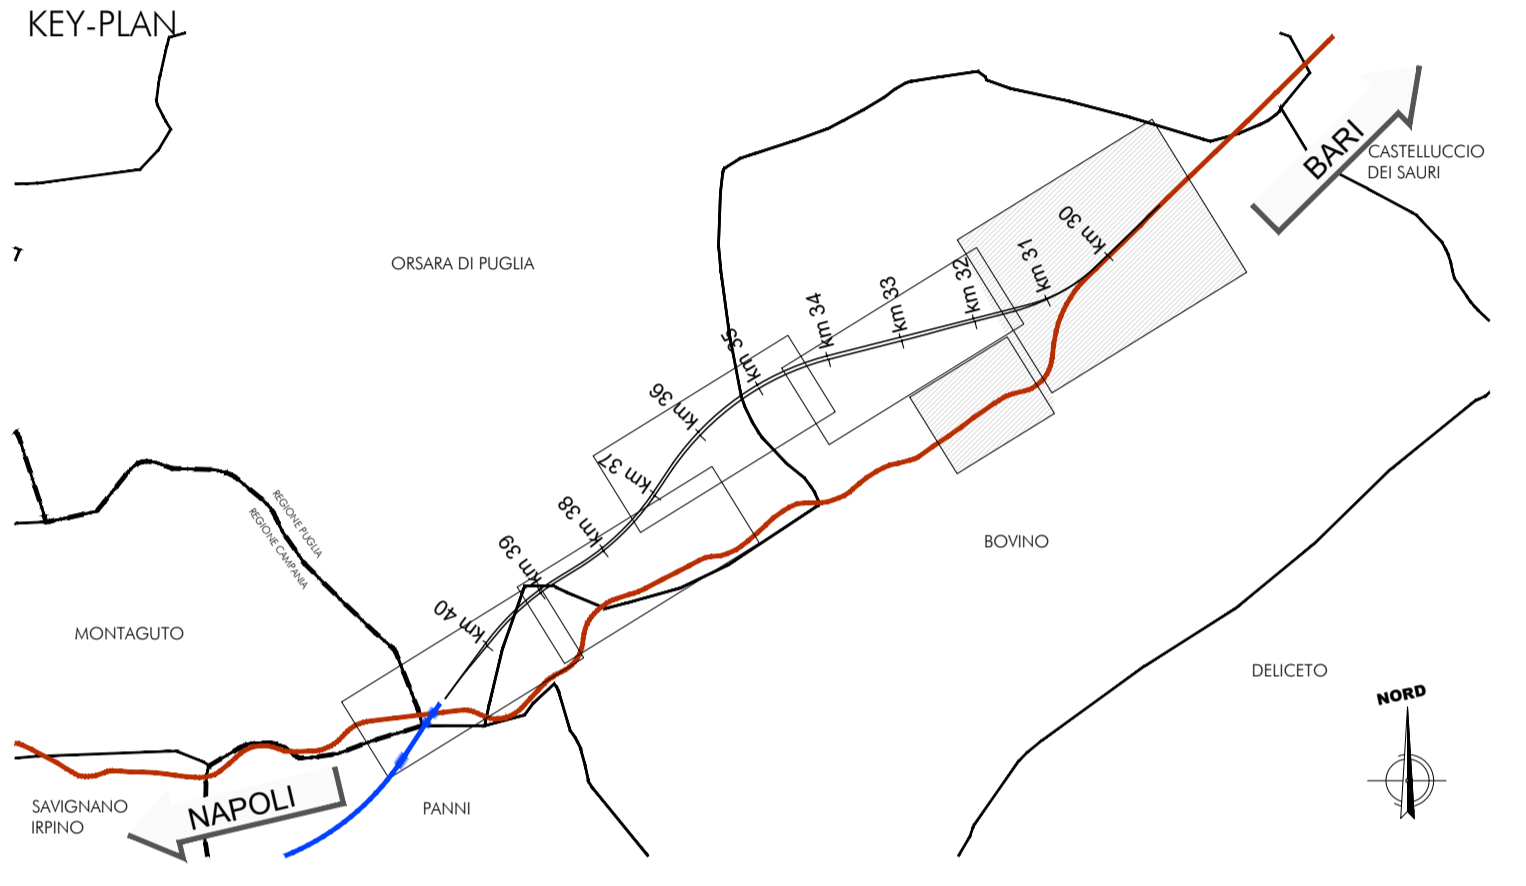 KEY-PLAN
BARI
CASTELLUCCIO
DEI SAURI
ORSARA DI PUGLIA
km 30
km 31
km 32
km 33
km 34
km 35
km 36
km 37
km 38
km 39
km 40
REGIONE PUGLIA
REGIONE CAMPANIA
BOVINO
MONTAGUTO
DELICETO
NORD
SAVIGNANO
IRPINO
NAPOLI
PANNI